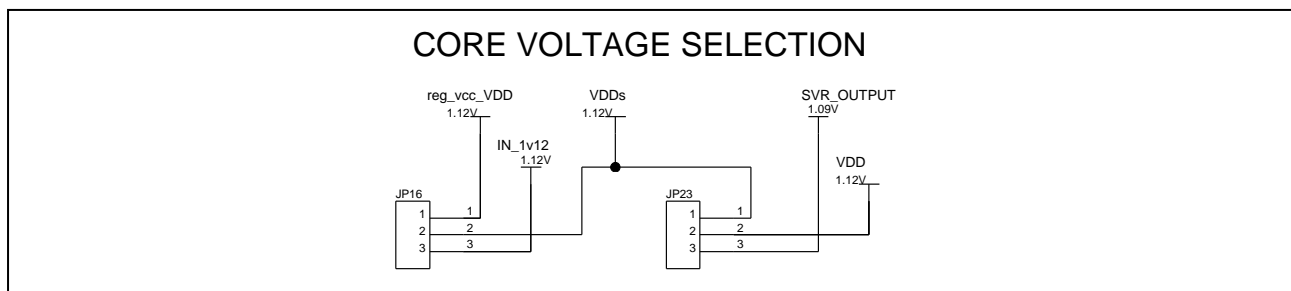 CORE VOLTAGE SELECTION
reg_vcc_VDD
1.12V
VDDs
1.12V
SVR_OUTPUT
1.09V
IN_1v12
1.12V
VDD
1.12V
JP16
1 1
2 2
3 3
JP23
1 1
2 2
3 3